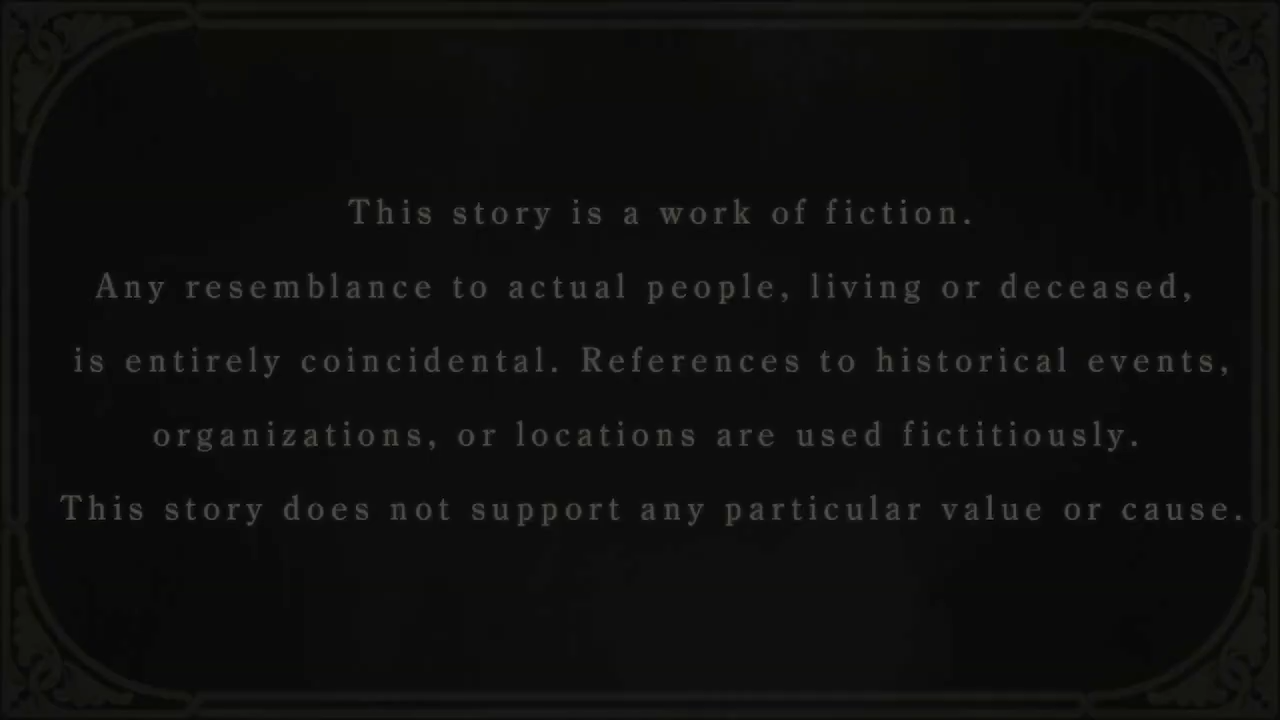 This story is a work of fiction.
Any resemblance to actual people, living or deceased,
is entirely coincidental. References to historical events,
organizations, or locations are used fictitiously.
This story does not support any particular value or cause.